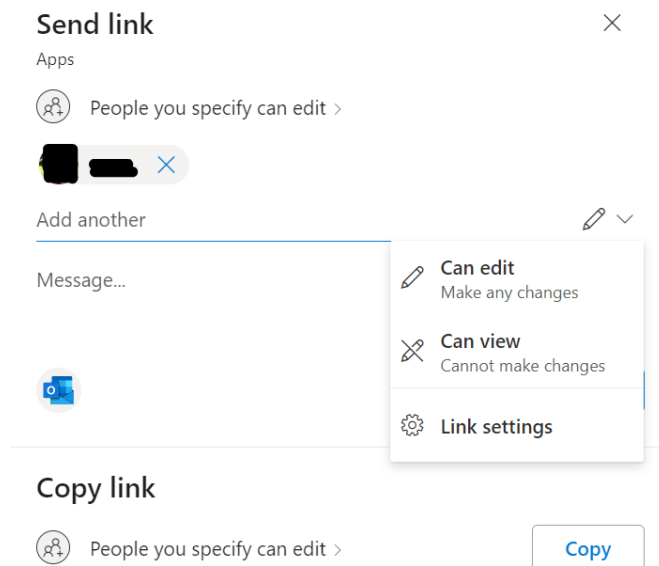 Send link
Apps
People you specify can edit
Add another
Can edit
Make any changes
Message...
Can view
Cannot make changes
Link settings
Copy link
People you specify can edit
Copy